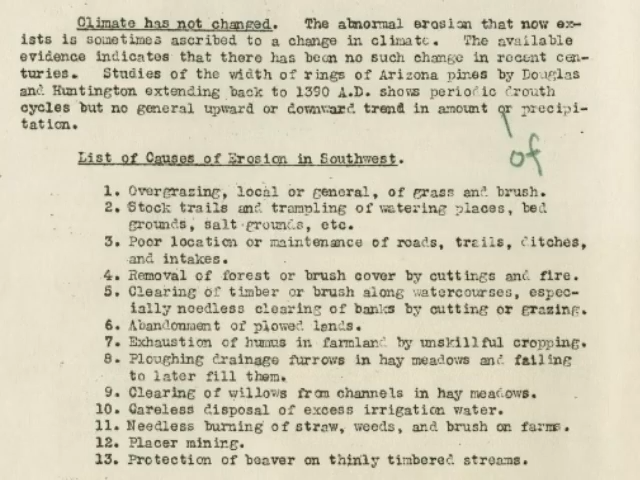 Climate has not changed. The abnormal erosion that now ex-
ists is sometimes ascribed to a change in climate. The available
evidence indicates that there has been no such change in recent cen-
turies. Studies of the width of rings of Arizona pines by Douglas
and Huntington extending back to 1390 A.D. shows periodic drouth
cycles but no general upward or downward trend in amount or precipi-
tation.
of
List of Causes of Erosion in Southwest.
1. Overgrazing, local or general, of grass and brush.
2. Stock trails and trampling of watering places, bed
grounds, salt grounds, etc.
3. Poor location or maintenance of roads, trails, ditches,
and intakes.
4. Removal of forest or brush cover by cuttings and fire.
5. Clearing of timber or brush along watercourses, espec-
ially needless clearing of banks by cutting or grazing.
6. Abandonment of plowed lands.
7. Exhaustion of humus in farmland by unskillful cropping.
8. Ploughing drainage furrows in hay meadows and failing
to later fill them.
9. Clearing of willows from channels in hay meadows.
10. Careless disposal of excess irrigation water.
11. Needless burning of straw, weeds, and brush on farms.
12. Placer mining.
13. Protection of beaver on thinly timbered streams.